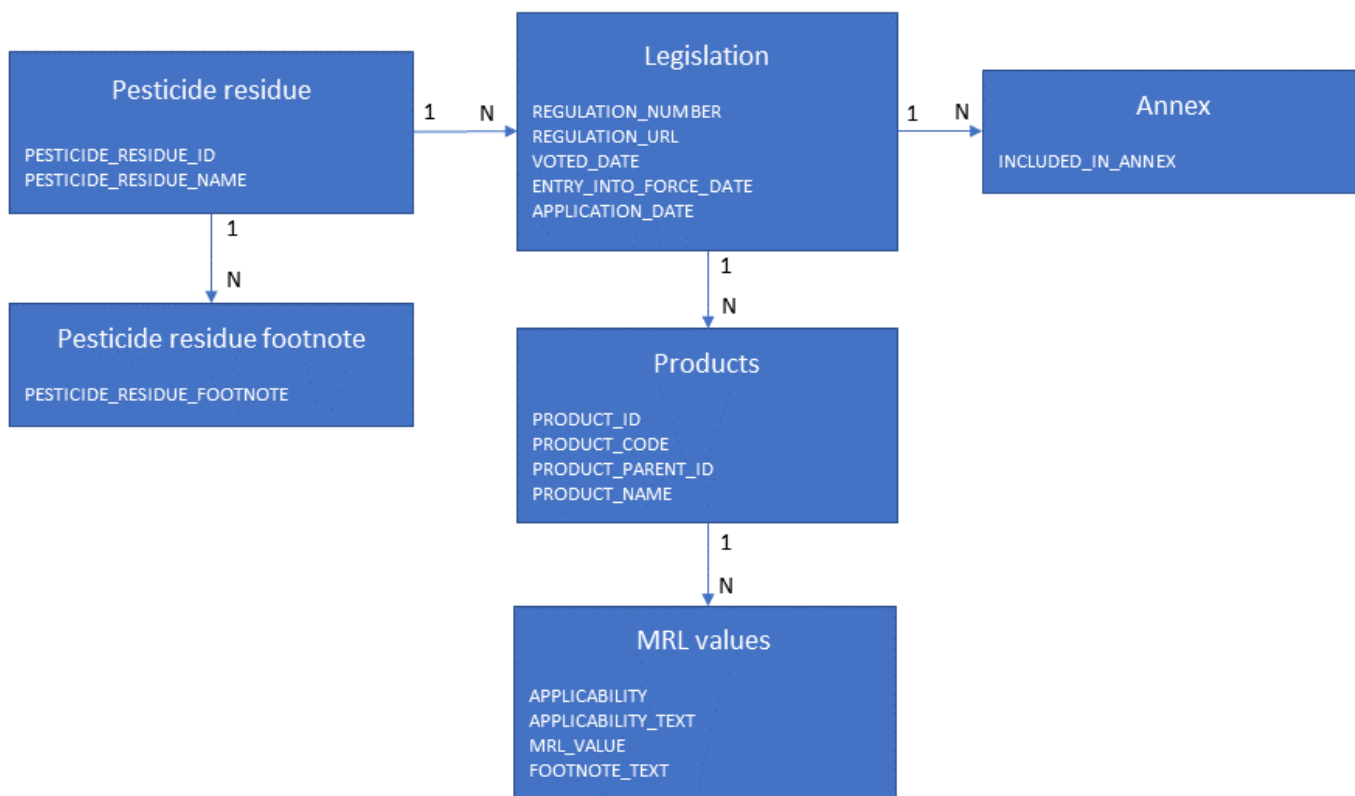 Pesticide residue
PESTICIDE_RESIDUE_ID
PESTICIDE_RESIDUE_NAME
1
N
Legislation
REGULATION_NUMBER
REGULATION_URL
VOTED_DATE
ENTRY_INTO_FORCE_DATE
APPLICATION_DATE
1
N
Annex
INCLUDED_IN_ANNEX
1
N
Pesticide residue footnote
PESTICIDE_RESIDUE_FOOTNOTE
1
N
Products
PRODUCT_ID
PRODUCT_CODE
PRODUCT_PARENT_ID
PRODUCT_NAME
1
N
MRL values
APPLICABILITY
APPLICABILITY_TEXT
MRL_VALUE
FOOTNOTE_TEXT